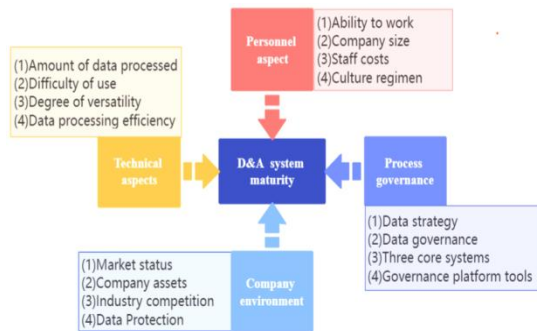 Personnel
aspect
(1)Ability to work
(2)Company size
(3)Staff costs
(4)Culture regimen
(1)Amount of data processed
(2)Difficulty of use
(3)Degree of versatility
(4)Data processing efficiency
Technical
aspects
D&A system
maturity
Process
governance
(1)Data strategy
(2)Data governance
(3)Three core systems
(4)Governance platform tools
(1)Market status
(2)Company assets
(3)Industry competition
(4)Data Protection
Company
environment